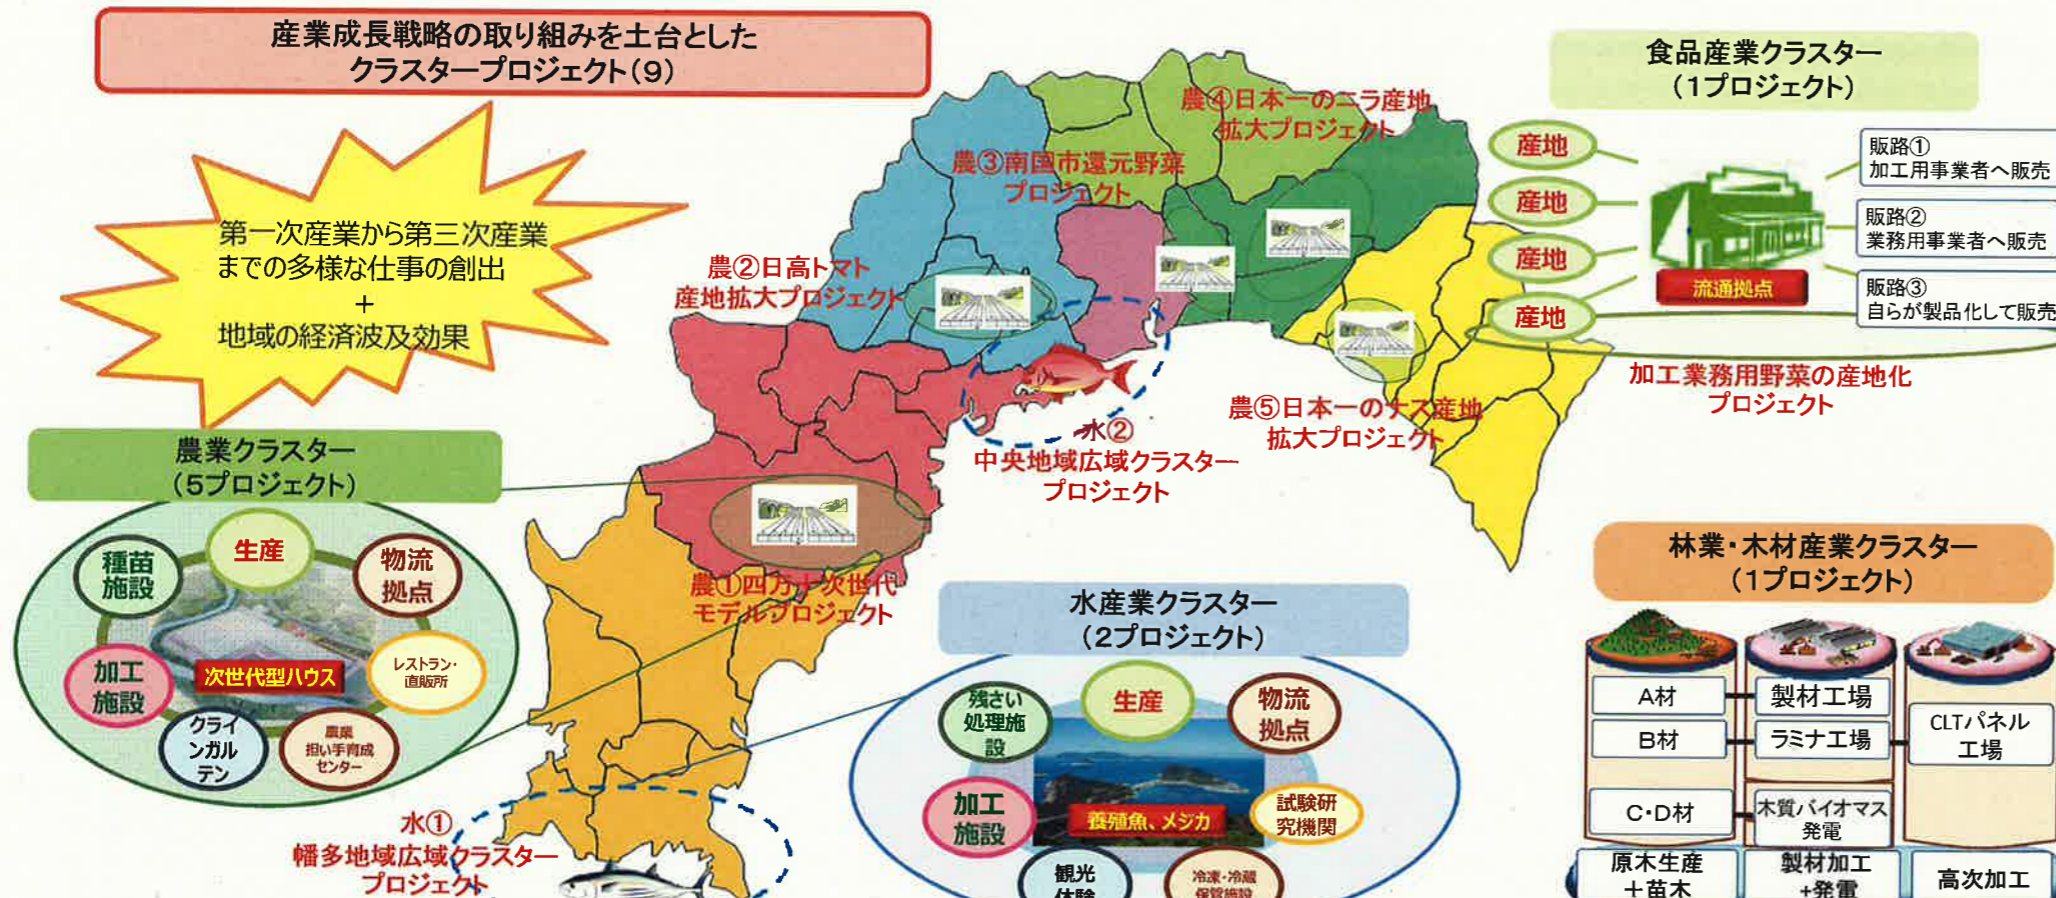 産業成長戦略の取り組みを土台とした
クラスタープロジェクト(9)
第一次産業から第三次産業
までの多様な仕事の創出
+
地域の経済波及効果
農④日本一のニラ産地
拡大プロジェクト
農③南国市還元野菜
プロジェクト
農②日高トマト
産地拡大プロジェクト
農⑤日本一のナス産地
拡大プロジェクト
水②
中央地域広域クラスター
プロジェクト
農①四万十次世代
モデルプロジェクト
水①
幡多地域広域クラスター
プロジェクト
食品産業クラスター
(1プロジェクト)
産地
産地
産地
産地
流通拠点
販路①
加工用事業者へ販売
販路②
業務用事業者へ販売
販路③
自らが製品化して販売
加工業務用野菜の産地化
プロジェクト
農業クラスター
(5プロジェクト)
生産
種苗
施設
物流
拠点
加工
施設
次世代型ハウス
レストラン・
直販所
クライ
ンガル
テン
農業
担い手育成
センター
水産業クラスター
(2プロジェクト)
生産
残さい
処理施
設
物流
拠点
加工
施設
養殖魚、メジカ
試験研
究機関
観光
体験
冷凍・冷蔵
保管施設
林業・木材産業クラスター
(1プロジェクト)
A材
製材工場
B材
ラミナ工場
CLTパネル
工場
C・D材
木質バイオマス
発電
原木生産
+苗木
製材加工
+発電
高次加工